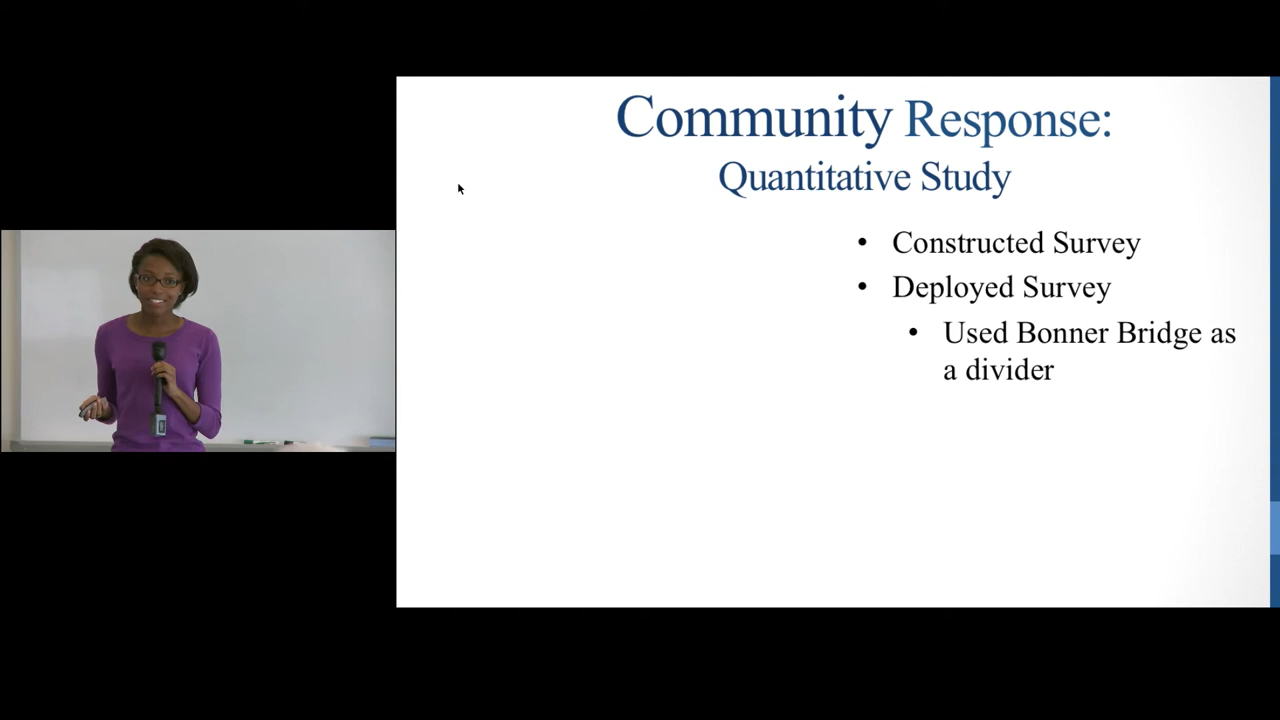 Community Response:
Quantitative Study
• Constructed Survey
• Deployed Survey
• Used Bonner Bridge as
a divider